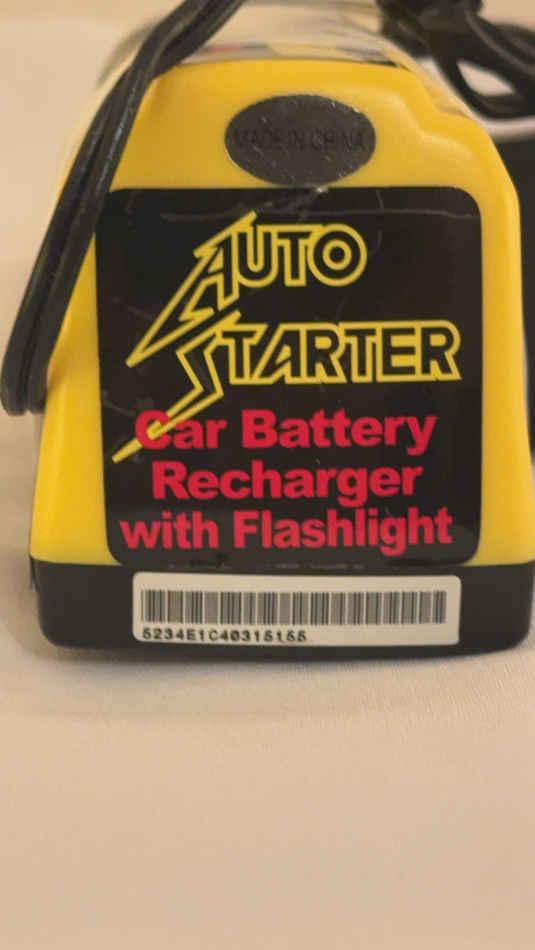 MADE IN CHINA
AUTO
STARTER
Car Battery
Recharger
with Flashlight
5234E1C40315155